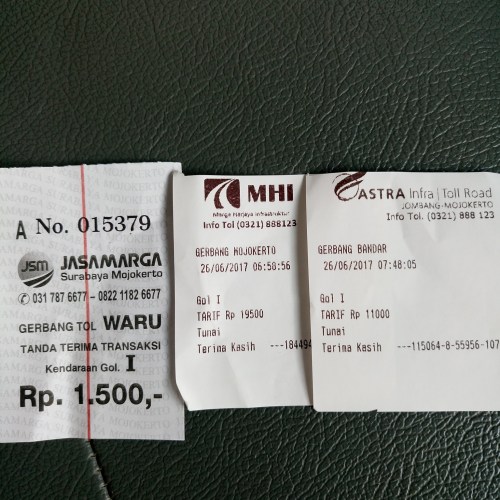 A No. 015379
JSM JASAMARGA
Surabaya Mojokerto
031 787 6677 - 0822 1182 6677
GERBANG TOL WARU
TANDA TERIMA TRANSAKSI
Kendaraan Gol. I
Rp. 1.500,-
MHI
Marga Harjaya Infrastruktur
Info Tol (0321) 888123
GERBANG MOJOKERTO
26/06/2017 06:58:56
Gol I
TARIF Rp 19500
Tunai
Terima Kasih ---184494
ASTRA Infra | Toll Road
JOMBANG-MOJOKERTO
Info Tol. (0321) 888 123
GERBANG BANDAR
26/06/2017 07:48:05
Gol I
TARIF Rp 11000
Tunai
Terima Kasih ---115064-8-55956-107